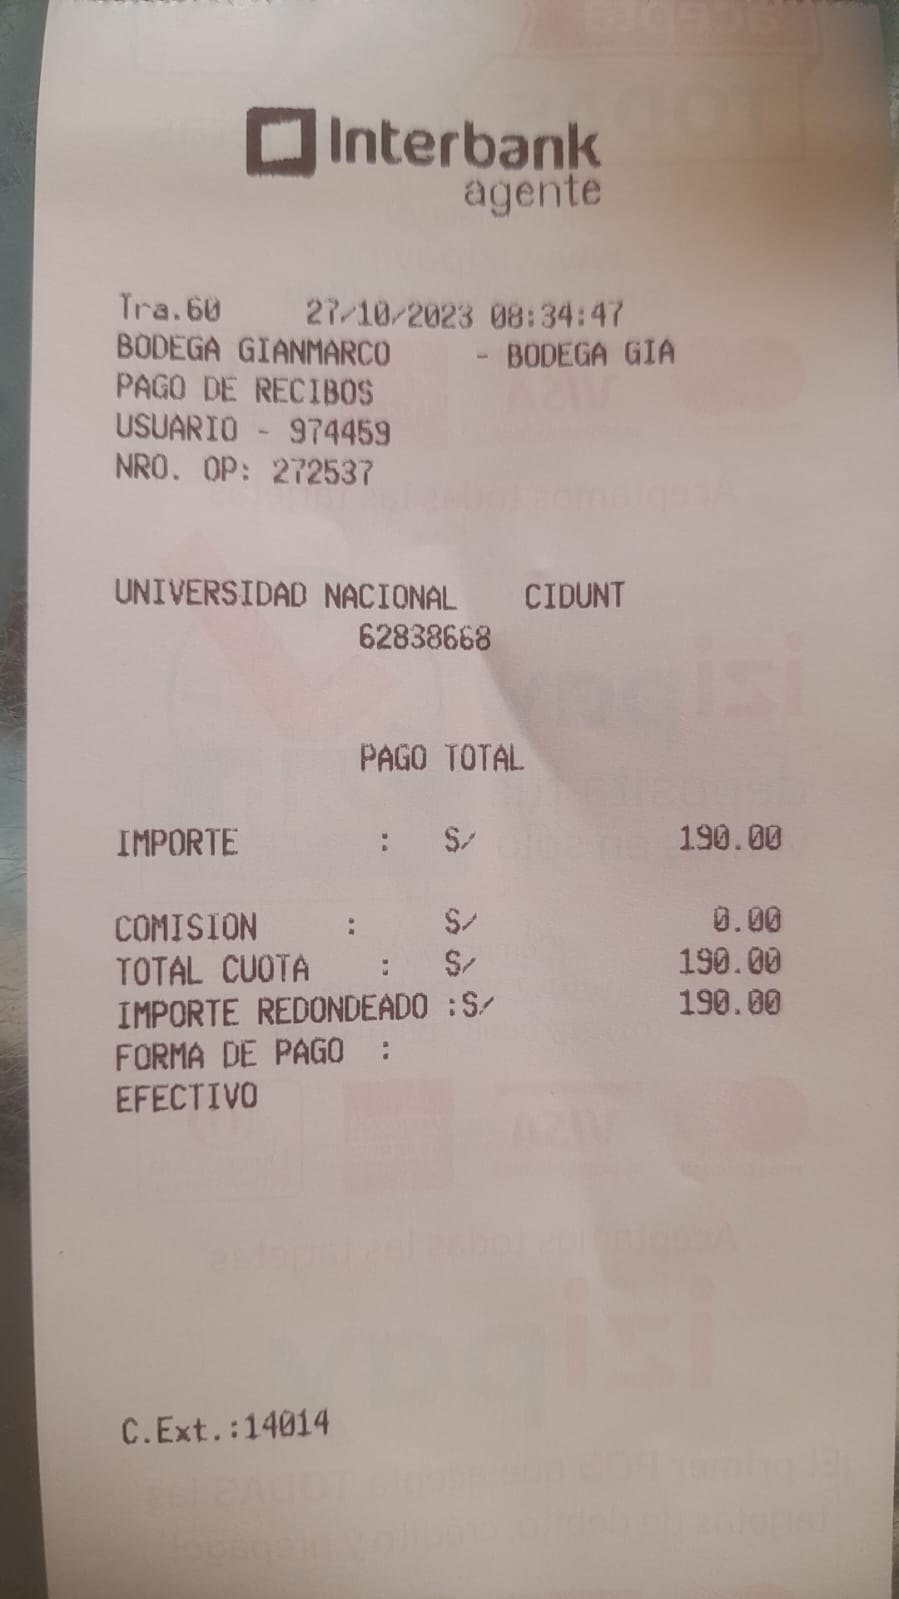 Interbank
agente
Tra.60 27/10/2023 08:34:47
BODEGA GIANMARCO - BODEGA GIA
PAGO DE RECIBOS
USUARIO - 974459
NRO. OP: 272537
UNIVERSIDAD NACIONAL CIDUNT
62838668
PAGO TOTAL
IMPORTE : S/ 190.00
COMISION : S/ 0.00
TOTAL CUOTA : S/ 190.00
IMPORTE REDONDEADO :S/ 190.00
FORMA DE PAGO :
EFECTIVO
C.Ext.:14014